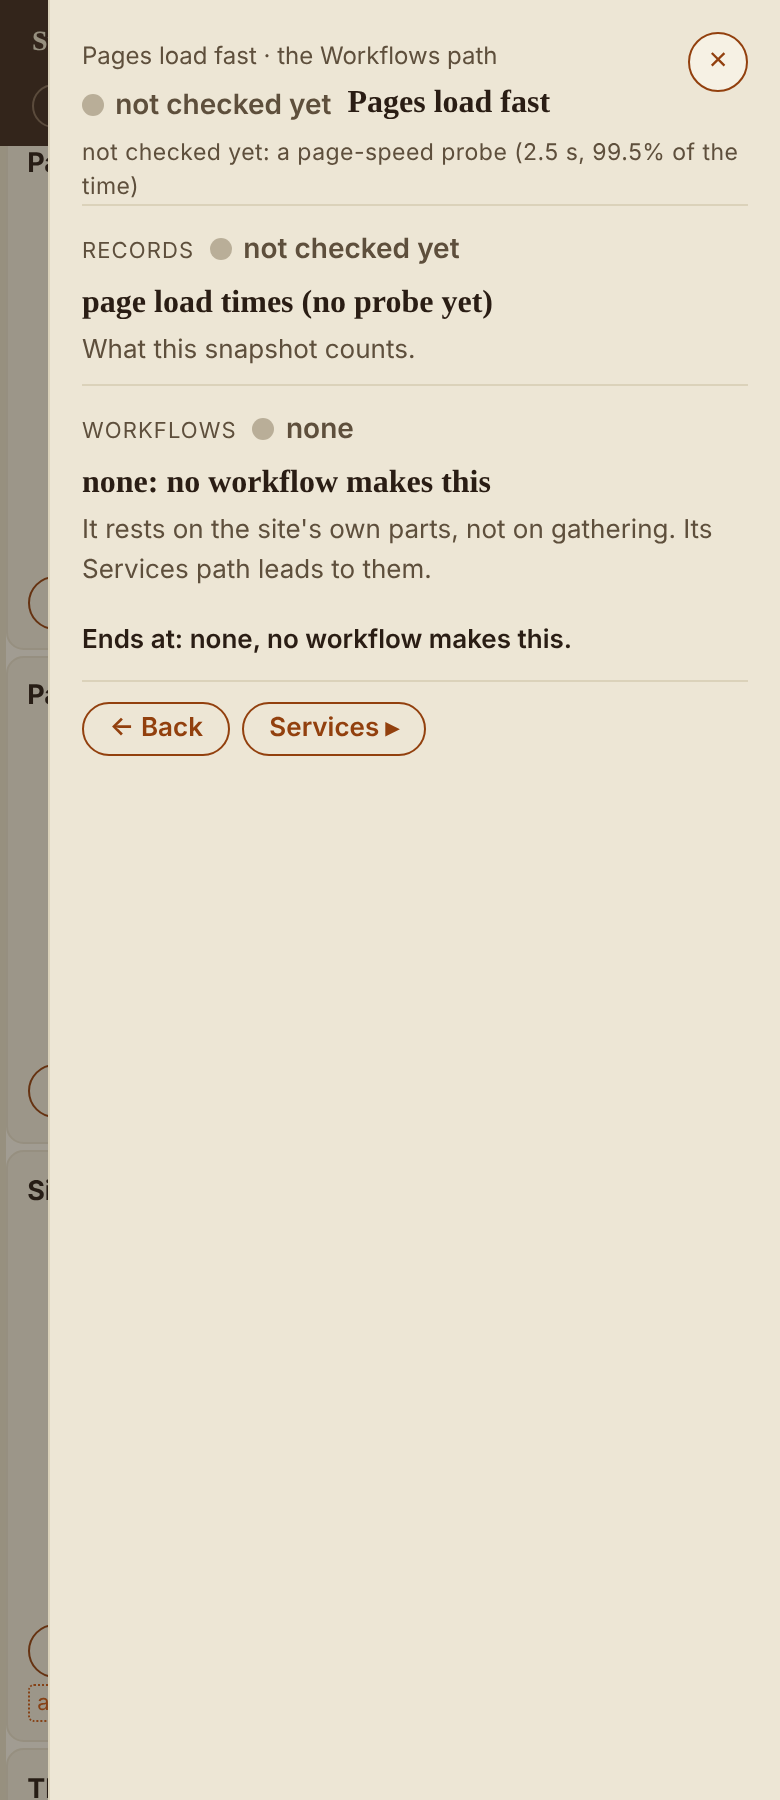 S
Pages load fast · the Workflows path
×
not checked yet Pages load fast
not checked yet: a page-speed probe (2.5 s, 99.5% of the
time)
RECORDS not checked yet
page load times (no probe yet)
What this snapshot counts.
WORKFLOWS none
none: no workflow makes this
It rests on the site's own parts, not on gathering. Its
Services path leads to them.
Ends at: none, no workflow makes this.
← Back Services ▸
Pa
Pa
Si
a